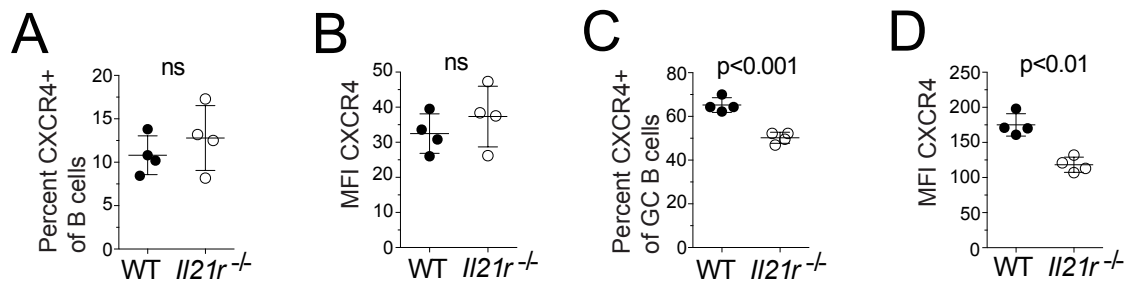 A
Percent CXCR4+
of B cells
ns
20
15
10
5
0
WT Il21r -/-
B
MFI CXCR4
ns
50
40
30
20
10
0
WT Il21r -/-
C
Percent CXCR4+
of GC B cells
p<0.001
80
60
40
20
0
WT Il21r -/-
D
MFI CXCR4
p<0.01
250
200
150
100
50
0
WT Il21r -/-